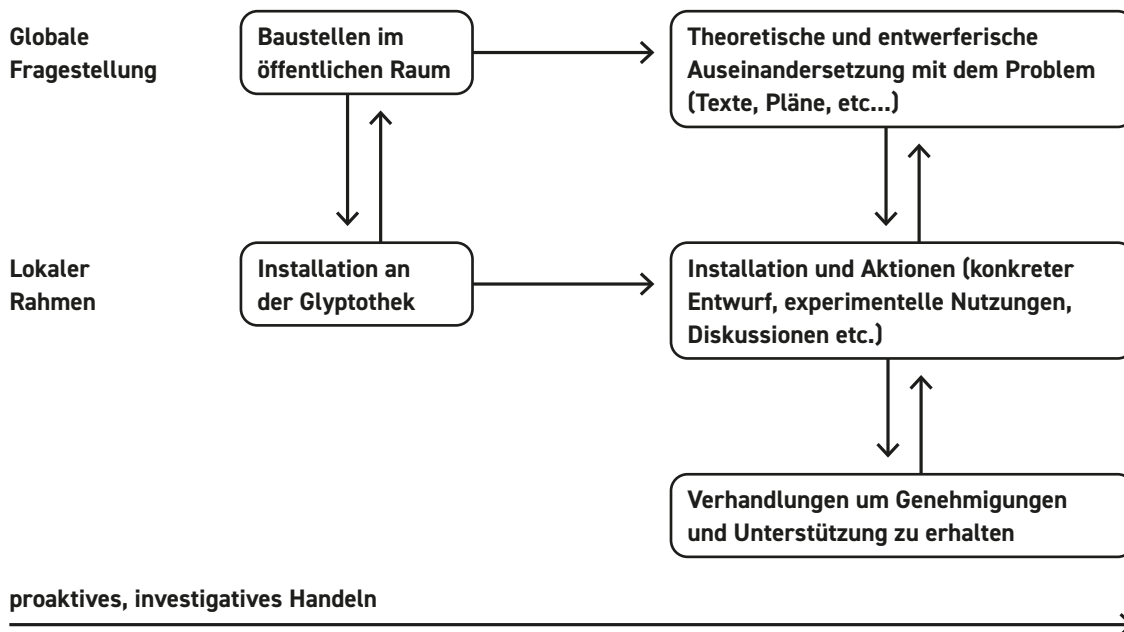 Globale
Fragestellung
Baustellen im
öffentlichen Raum
Theoretische und entwerferische
Auseinandersetzung mit dem Problem
(Texte, Pläne, etc...)
Lokaler
Rahmen
Installation an
der Glyptothek
Installation und Aktionen (konkreter
Entwurf, experimentelle Nutzungen,
Diskussionen etc.)
Verhandlungen um Genehmigungen
und Unterstützung zu erhalten
proaktives, investigatives Handeln